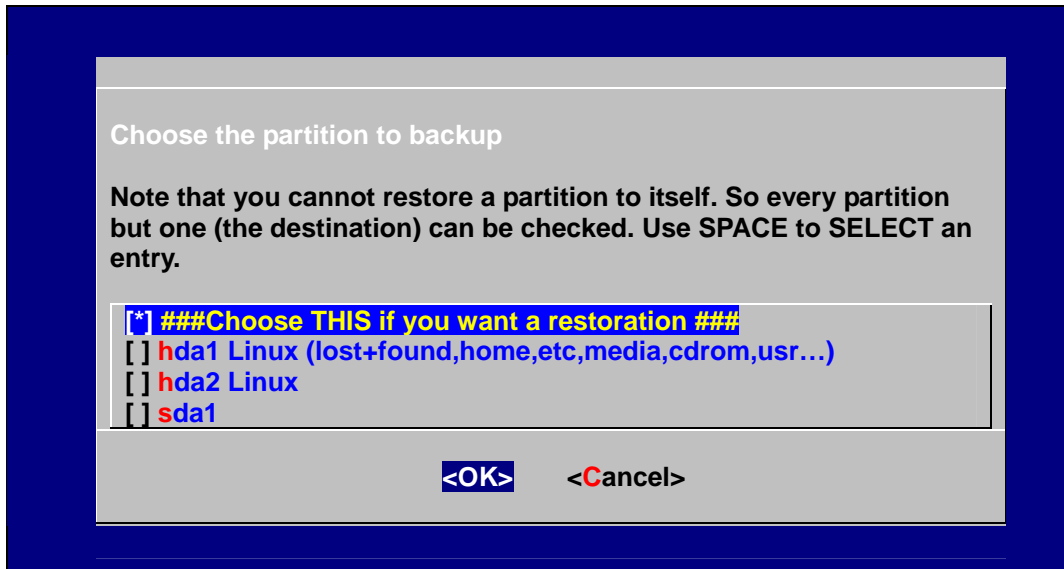 Choose the partition to backup
Note that you cannot restore a partition to itself. So every partition
but one (the destination) can be checked. Use SPACE to SELECT an
entry.
[*] ###Choose THIS if you want a restoration ###
[ ] hda1 Linux (lost+found,home,etc,media,cdrom,usr…)
[ ] hda2 Linux
[ ] sda1
<OK> <Cancel>